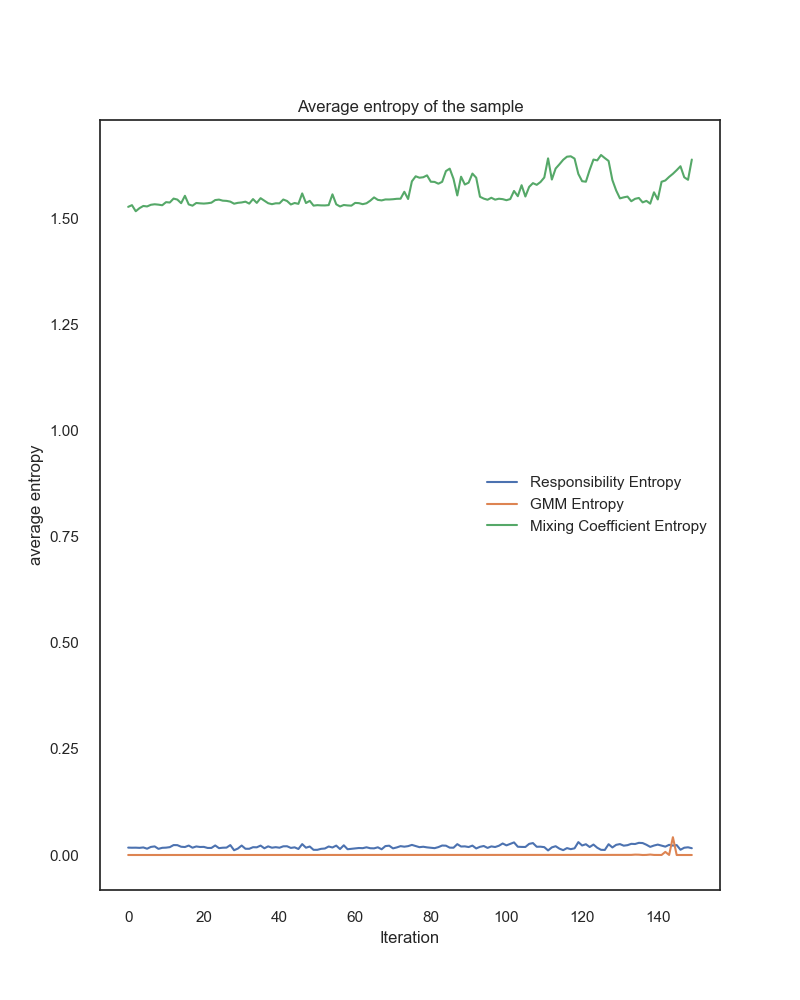 Average entropy of the sample
1.50
1.25
1.00
0.75
0.50
0.25
0.00
average entropy
Responsibility Entropy
GMM Entropy
Mixing Coefficient Entropy
0 20 40 60 80 100 120 140
Iteration